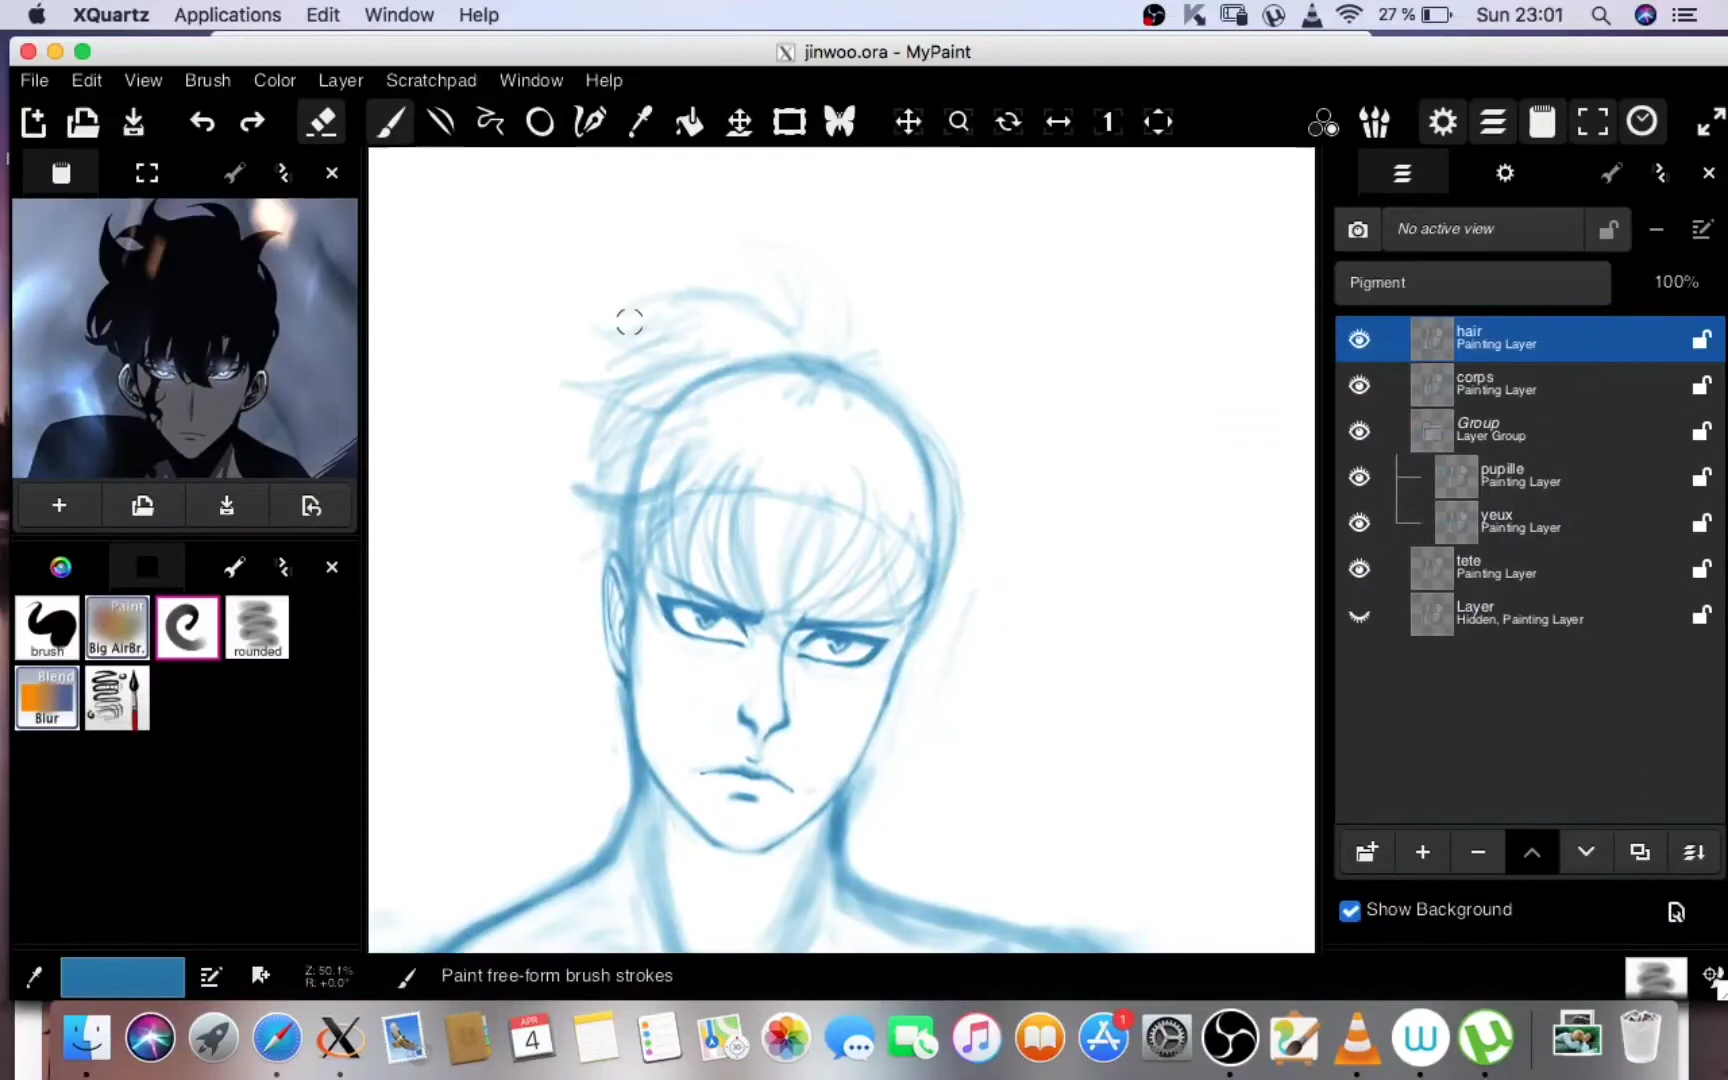 XQuartz Applications Edit Window Help 27 % Sun 23:01
jinwoo.ora - MyPaint
File Edit View Brush Color Layer Scratchpad Window Help
1
No active view
Pigment 100%
hair
Painting Layer
corps
Painting Layer
Group
Layer Group
pupille
Painting Layer
yeux
Painting Layer
tete
Painting Layer
Layer
Hidden, Painting Layer
brush
Paint
Big AirBr.
rounded
Blend
Blur
Show Background
Z: 50.1%
R: +0.0°
Paint free-form brush strokes
APR
4
1